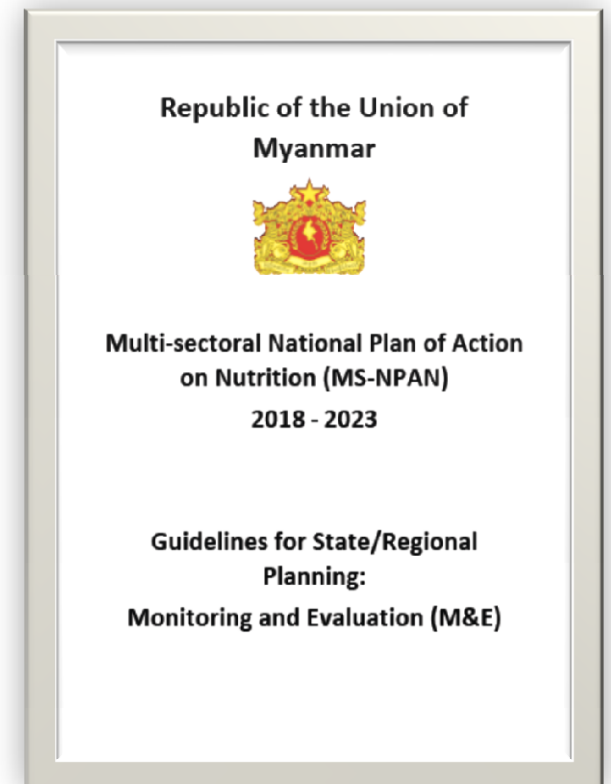 Republic of the Union of
Myanmar
Multi-sectoral National Plan of Action
on Nutrition (MS-NPAN)
2018 - 2023
Guidelines for State/Regional
Planning:
Monitoring and Evaluation (M&E)